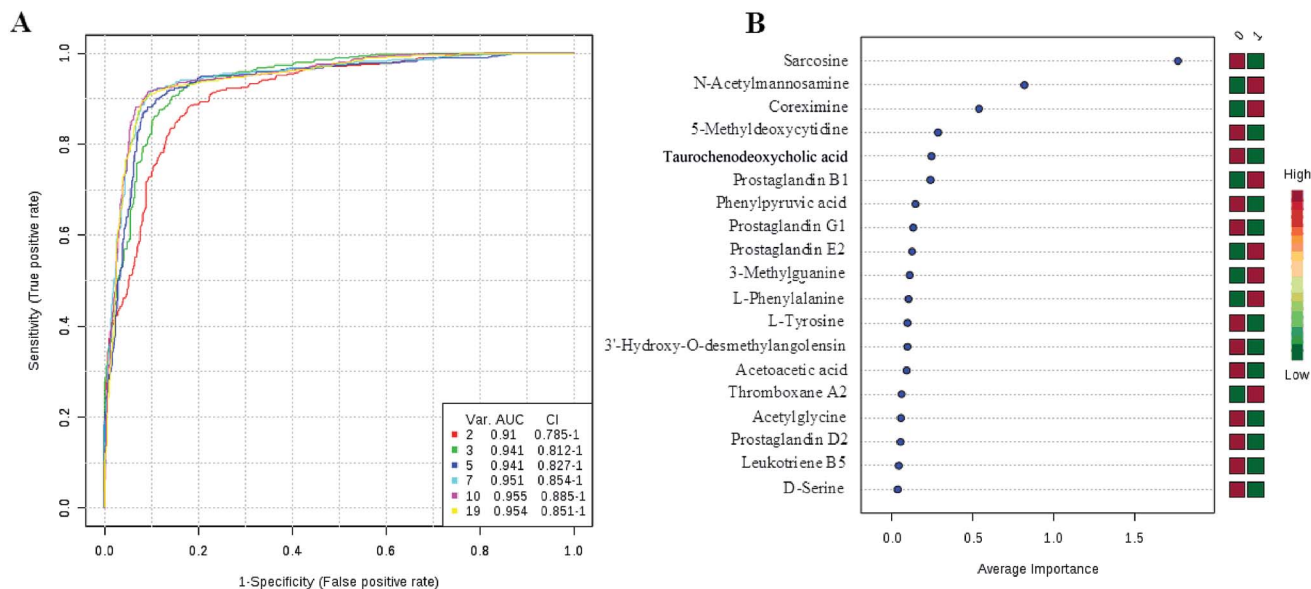 A
Sensitivity (True positive rate)
1.0
0.8
0.6
0.4
0.2
0.0
Var. AUC CI
2 0.91 0.785-1
3 0.941 0.812-1
5 0.941 0.827-1
7 0.951 0.854-1
10 0.955 0.885-1
19 0.954 0.851-1
0.0 0.2 0.4 0.6 0.8 1.0
1-Specificity (False positive rate)
B
0 1
Sarcosine
N-Acetylmannosamine
Coreximine
5-Methyldeoxycytidine
Taurochenodeoxycholic acid
Prostaglandin B1
Phenylpyruvic acid
Prostaglandin G1
Prostaglandin E2
3-Methylguanine
L-Phenylalanine
L-Tyrosine
3'-Hydroxy-O-desmethylangolensin
Acetoacetic acid
Thromboxane A2
Acetylglycine
Prostaglandin D2
Leukotriene B5
D-Serine
0.0 0.5 1.0 1.5
Average Importance
High
Low